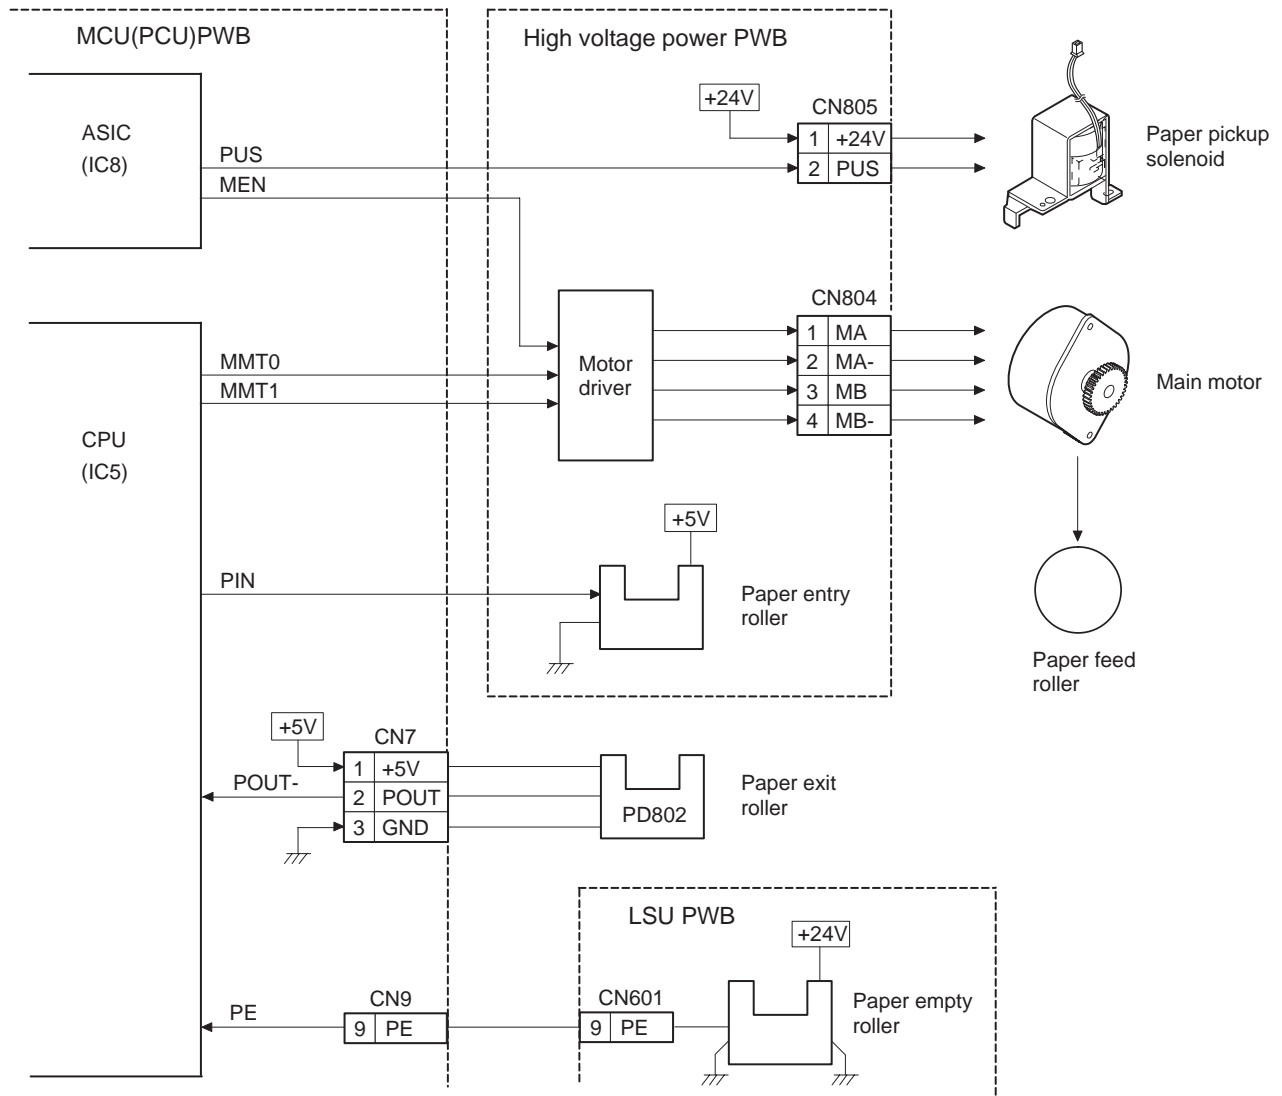 MCU(PCU)PWB
High voltage power PWB
+24V
CN805
ASIC
(IC8)
PUS
1 +24V
2 PUS
Paper pickup
solenoid
MEN
CN804
Motor
driver
1 MA
2 MA-
3 MB
4 MB-
Main motor
MMT0
MMT1
CPU
(IC5)
+5V
PIN
Paper entry
roller
Paper feed
roller
+5V
CN7
POUT-
1 +5V
2 POUT
3 GND
PD802
Paper exit
roller
LSU PWB
+24V
PE
CN9
9 PE
CN601
9 PE
Paper empty
roller